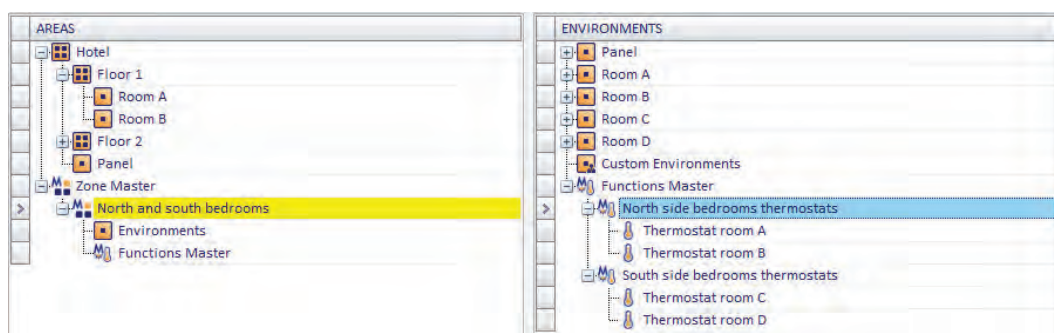 AREAS
Hotel
Floor 1
Room A
Room B
Floor 2
Panel
Zone Master
North and south bedrooms
Environments
Functions Master
ENVIRONMENTS
Panel
Room A
Room B
Room C
Room D
Custom Environments
Functions Master
North side bedrooms thermostats
Thermostat room A
Thermostat room B
South side bedrooms thermostats
Thermostat room C
Thermostat room D